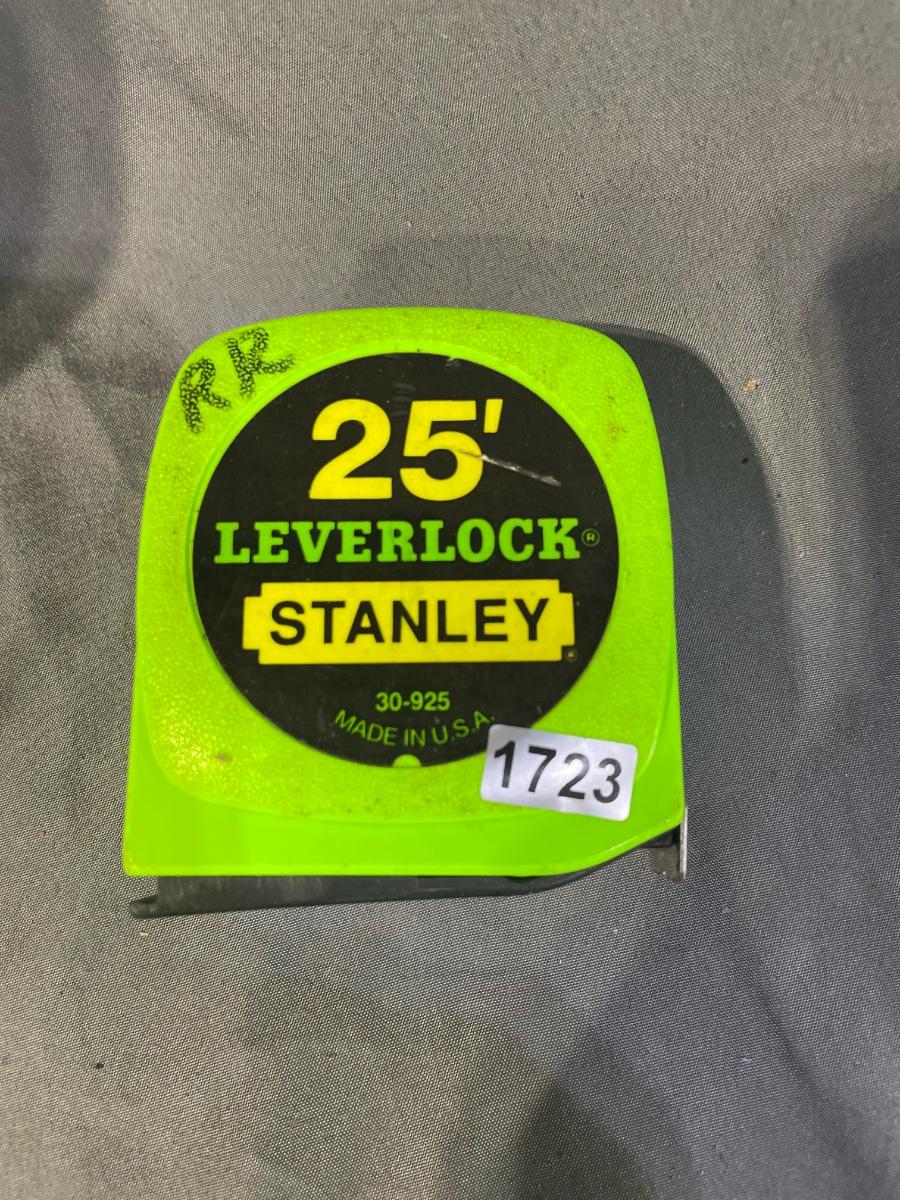 RR
25'
LEVERLOCK®
STANLEY®
30-925
MADE IN U.S.A.
1723